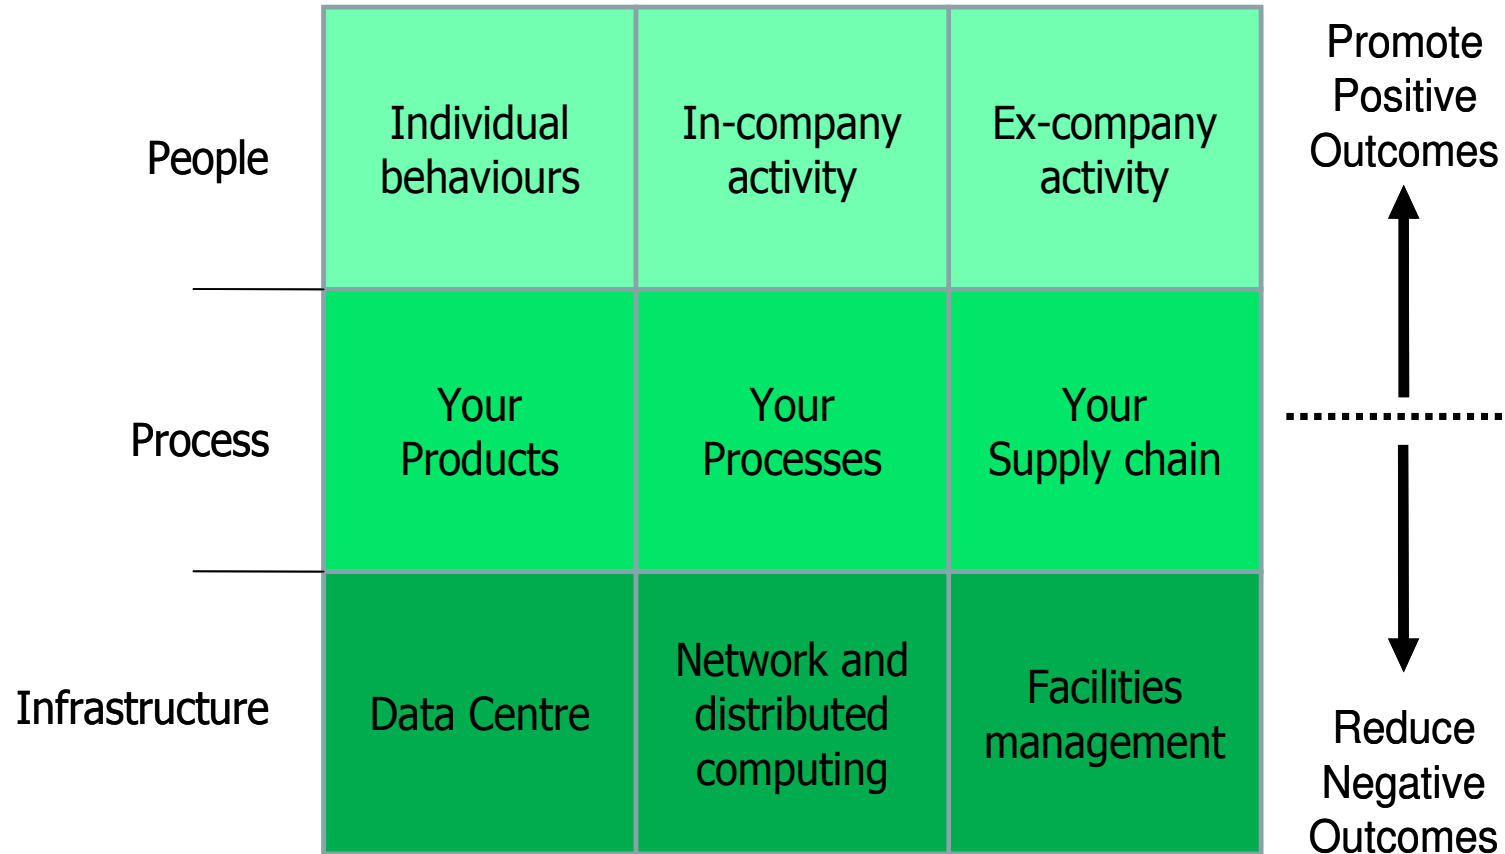 People
Individual
behaviours
In-company
activity
Ex-company
activity
Promote
Positive
Outcomes
Process
Your
Products
Your
Processes
Your
Supply chain
Infrastructure
Data Centre
Network and
distributed
computing
Facilities
management
Reduce
Negative
Outcomes